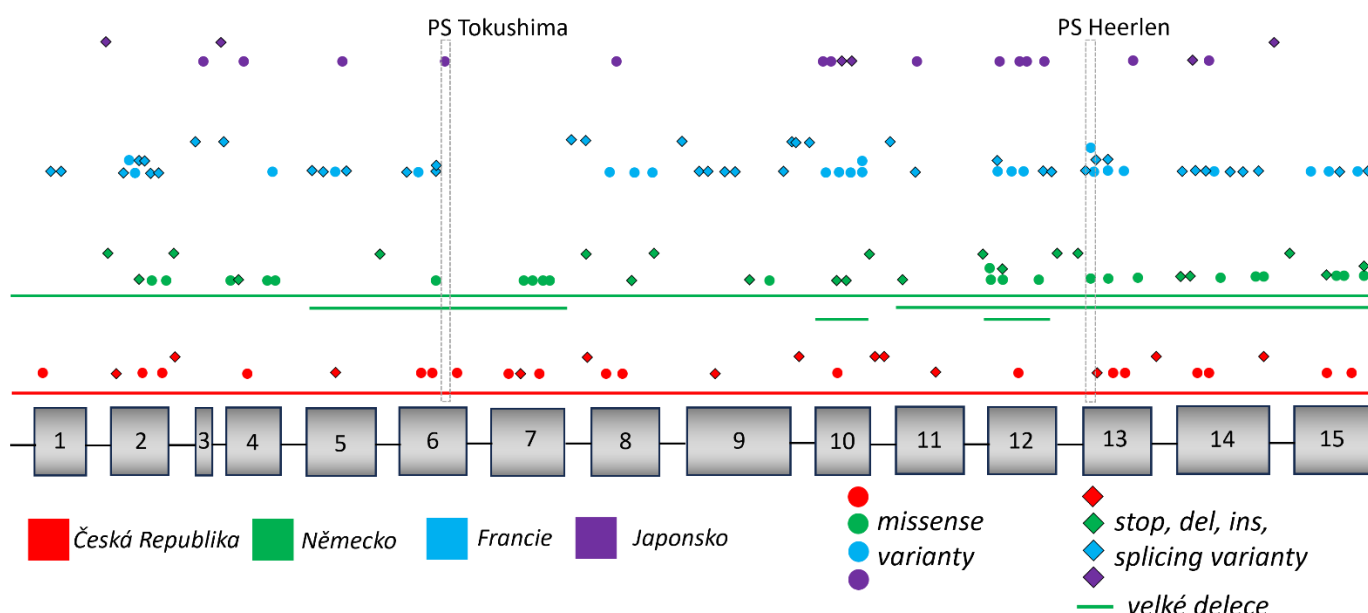 PS Tokushima
PS Heerlen
1 2 3 4 5 6 7 8 9 10 11 12 13 14 15
Česká Republika
Německo
Francie
Japonsko
missense
varianty
stop, del, ins,
splicing varianty
velké delece